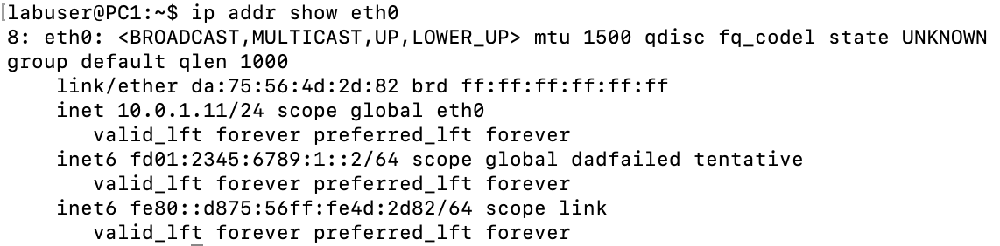 [labuser@PC1:~$ ip addr show eth0
8: eth0: <BROADCAST,MULTICAST,UP,LOWER_UP> mtu 1500 qdisc fq_codel state UNKNOWN
group default qlen 1000
    link/ether da:75:56:4d:2d:82 brd ff:ff:ff:ff:ff:ff
    inet 10.0.1.11/24 scope global eth0
       valid_lft forever preferred_lft forever
    inet6 fd01:2345:6789:1::2/64 scope global dadfailed tentative
       valid_lft forever preferred_lft forever
    inet6 fe80::d875:56ff:fe4d:2d82/64 scope link
       valid_lft forever preferred_lft forever